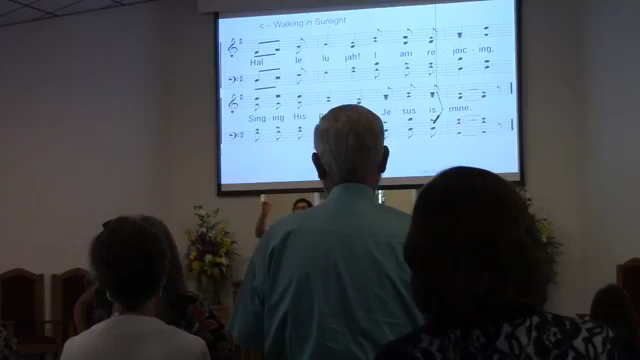 c – Walking in Sunlight
Hal le - lu - jah! I am re joic - ing,
Sing - ing His Je - sus is mine.